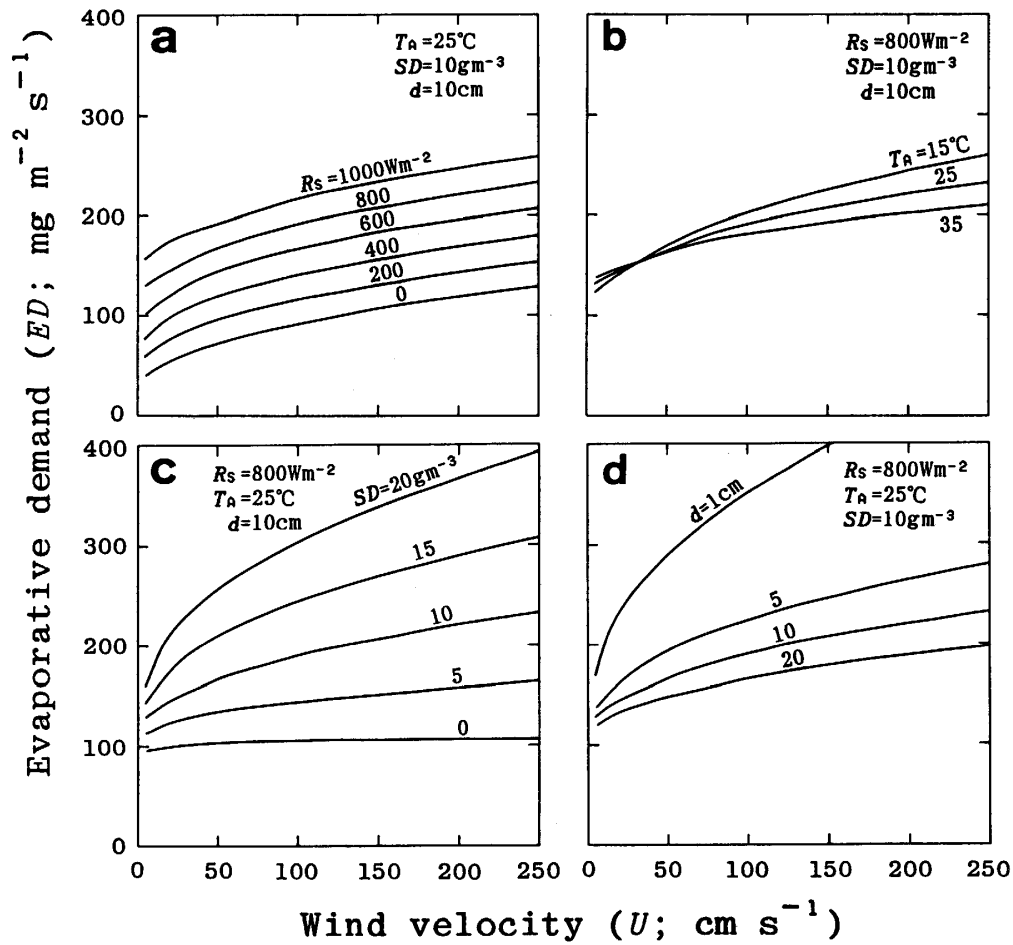 Evaporative demand (ED; mg m⁻² s⁻¹)
400
300
200
100
0
a
TA=25℃
SD=10gm⁻³
d=10cm
Rs=1000Wm⁻²
800
600
400
200
0
b
Rs=800Wm⁻²
SD=10gm⁻³
d=10cm
TA=15℃
25
35
400
300
200
100
0
c
Rs=800Wm⁻²
TA=25℃
d=10cm
SD=20gm⁻³
15
10
5
0
0 50 100 150 200 250
d
Rs=800Wm⁻²
TA=25℃
SD=10gm⁻³
d=1cm
5
10
20
0 50 100 150 200 250
Wind velocity (U; cm s⁻¹)